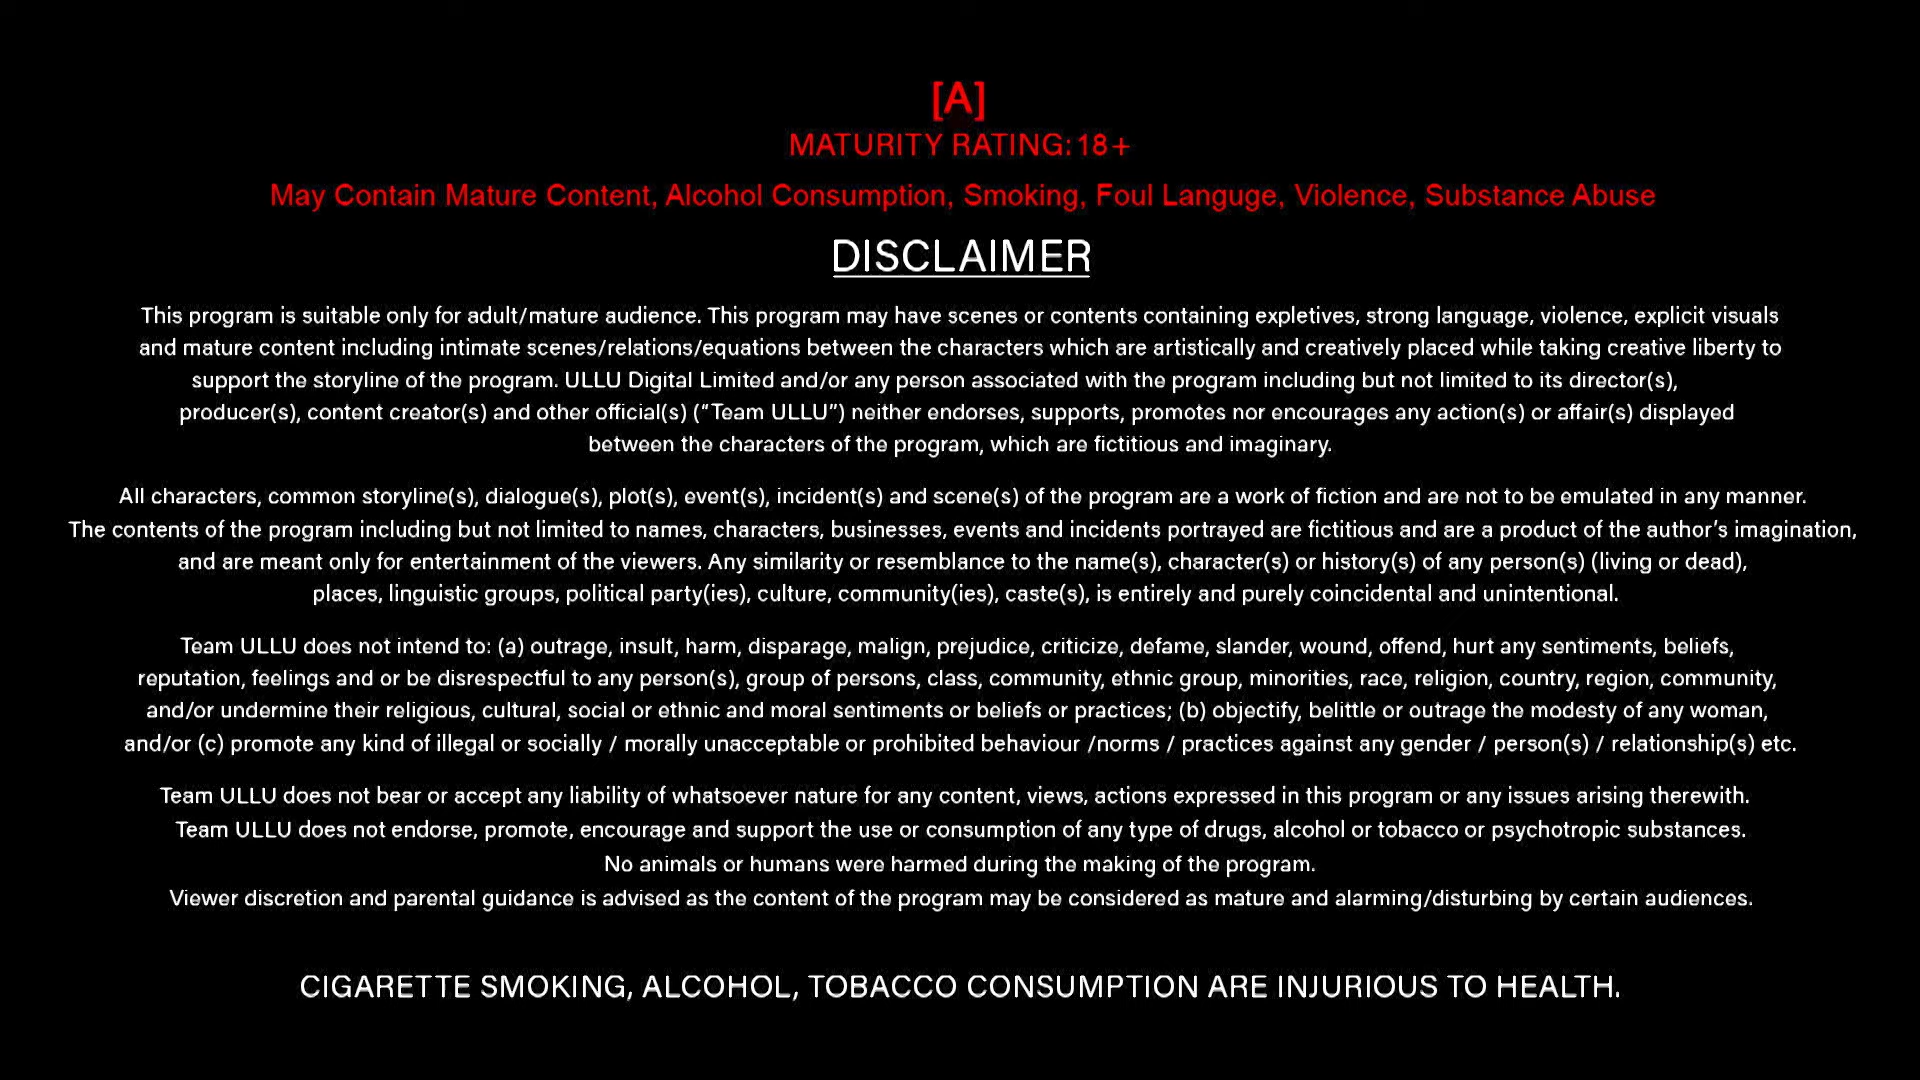 [A]
MATURITY RATING:18+
May Contain Mature Content, Alcohol Consumption, Smoking, Foul Languge, Violence, Substance Abuse
DISCLAIMER
This program is suitable only for adult/mature audience. This program may have scenes or contents containing expletives, strong language, violence, explicit visuals
and mature content including intimate scenes/relations/equations between the characters which are artistically and creatively placed while taking creative liberty to
support the storyline of the program. ULLU Digital Limited and/or any person associated with the program including but not limited to its director(s),
producer(s), content creator(s) and other official(s) (“Team ULLU”) neither endorses, supports, promotes nor encourages any action(s) or affair(s) displayed
between the characters of the program, which are fictitious and imaginary.
All characters, common storyline(s), dialogue(s), plot(s), event(s), incident(s) and scene(s) of the program are a work of fiction and are not to be emulated in any manner.
The contents of the program including but not limited to names, characters, businesses, events and incidents portrayed are fictitious and are a product of the author’s imagination,
and are meant only for entertainment of the viewers. Any similarity or resemblance to the name(s), character(s) or history(s) of any person(s) (living or dead),
places, linguistic groups, political party(ies), culture, community(ies), caste(s), is entirely and purely coincidental and unintentional.
Team ULLU does not intend to: (a) outrage, insult, harm, disparage, malign, prejudice, criticize, defame, slander, wound, offend, hurt any sentiments, beliefs,
reputation, feelings and or be disrespectful to any person(s), group of persons, class, community, ethnic group, minorities, race, religion, country, region, community,
and/or undermine their religious, cultural, social or ethnic and moral sentiments or beliefs or practices; (b) objectify, belittle or outrage the modesty of any woman,
and/or (c) promote any kind of illegal or socially / morally unacceptable or prohibited behaviour /norms / practices against any gender / person(s) / relationship(s) etc.
Team ULLU does not bear or accept any liability of whatsoever nature for any content, views, actions expressed in this program or any issues arising therewith.
Team ULLU does not endorse, promote, encourage and support the use or consumption of any type of drugs, alcohol or tobacco or psychotropic substances.
No animals or humans were harmed during the making of the program.
Viewer discretion and parental guidance is advised as the content of the program may be considered as mature and alarming/disturbing by certain audiences.
CIGARETTE SMOKING, ALCOHOL, TOBACCO CONSUMPTION ARE INJURIOUS TO HEALTH.